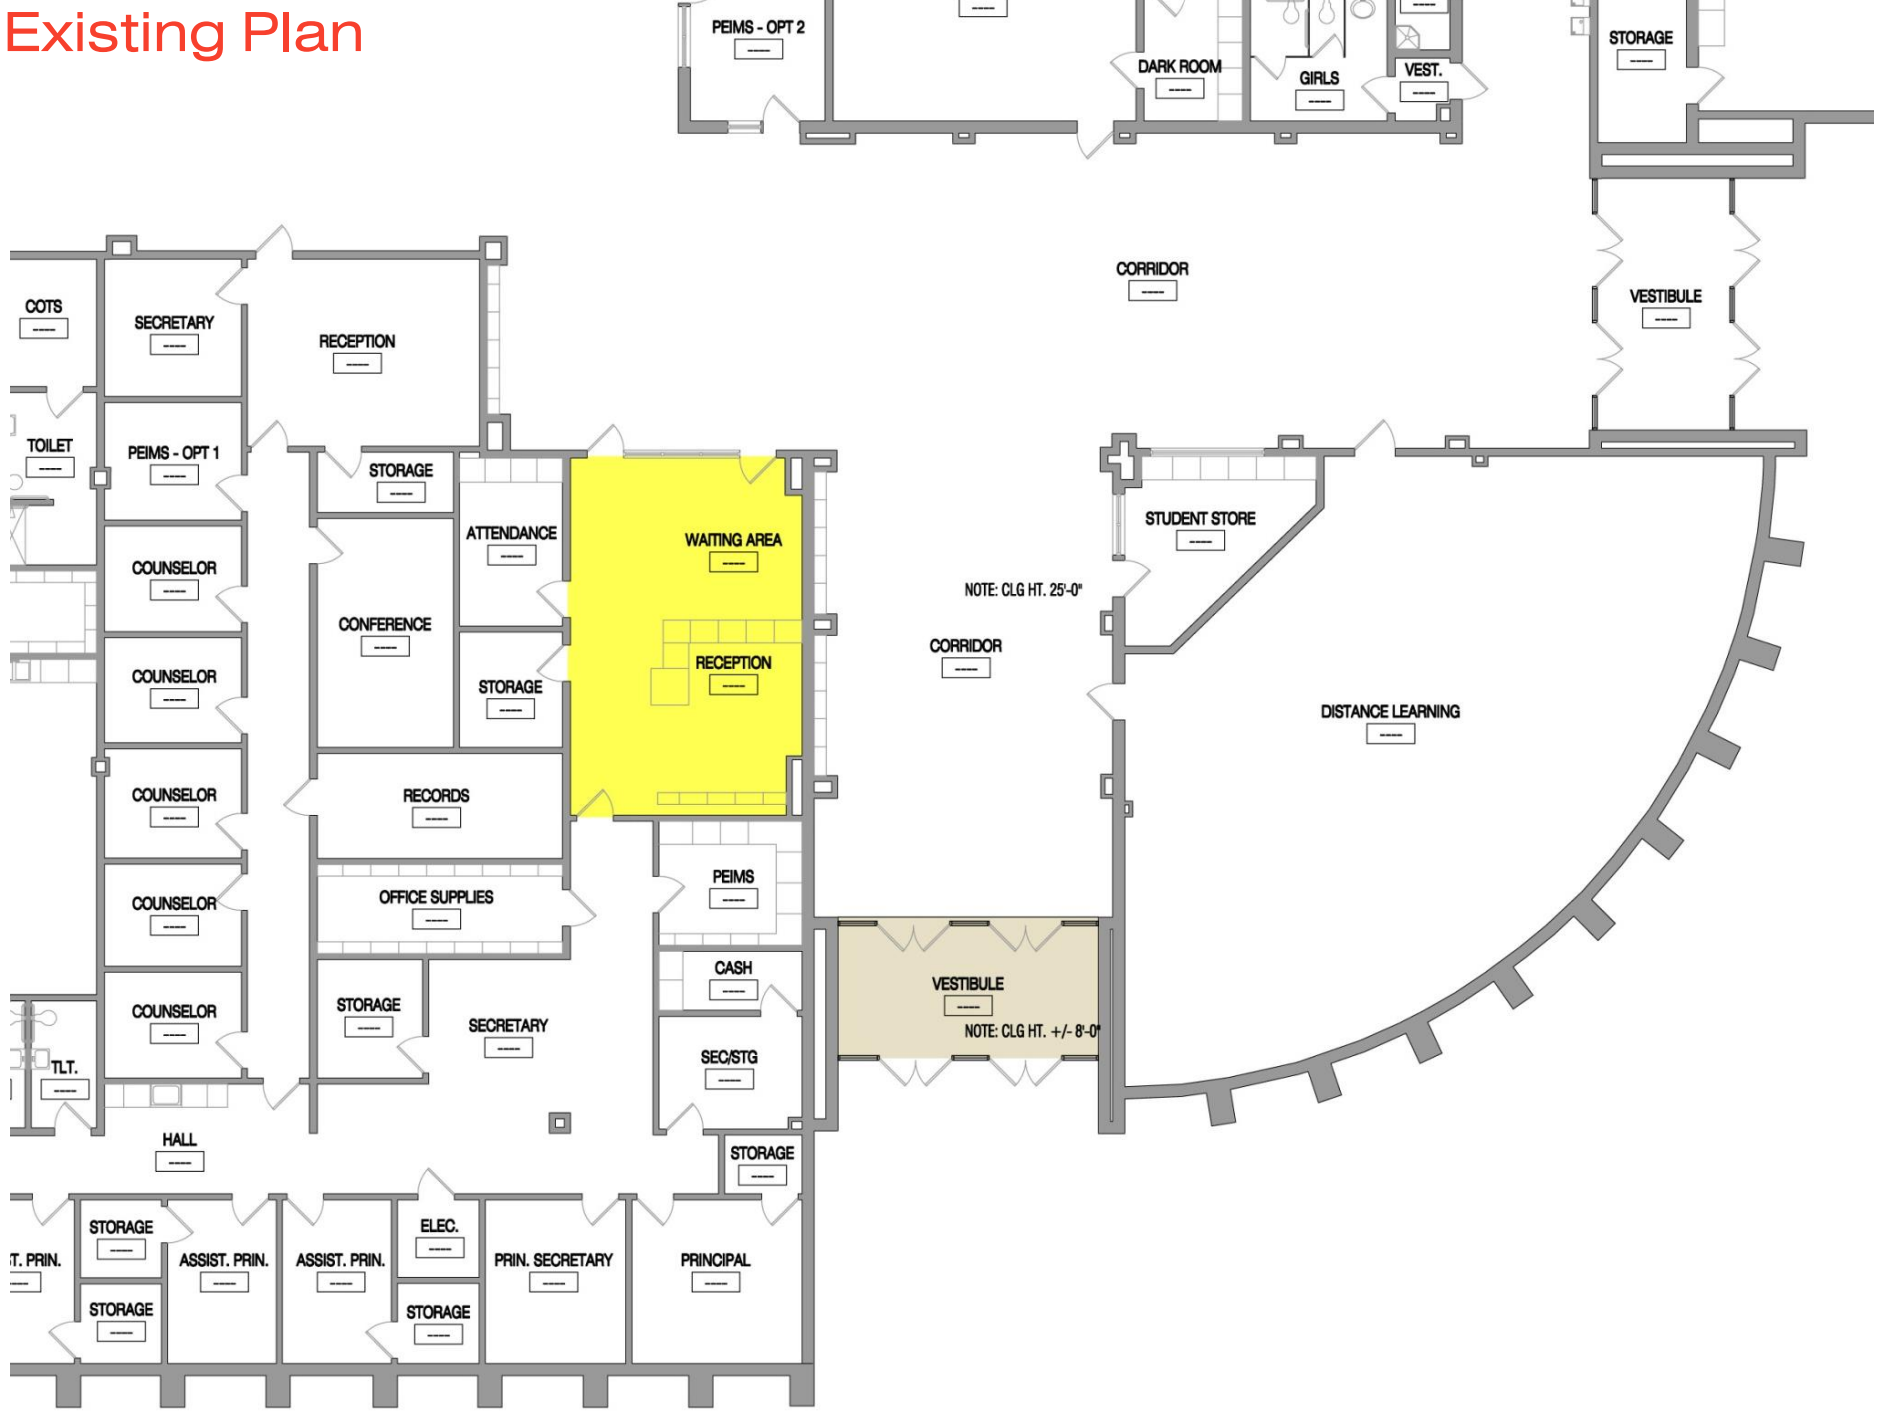 Existing Plan
PEIMS - OPT 2
DARK ROOM
GIRLS
VEST.
STORAGE
CORRIDOR
VESTIBULE
COTS
SECRETARY
RECEPTION
TOILET
PEIMS - OPT 1
STORAGE
ATTENDANCE
WAITING AREA
STUDENT STORE
COUNSELOR
CONFERENCE
NOTE: CLG HT. 25'-0"
CORRIDOR
COUNSELOR
STORAGE
RECEPTION
DISTANCE LEARNING
COUNSELOR
RECORDS
COUNSELOR
OFFICE SUPPLIES
PEIMS
CASH
VESTIBULE
NOTE: CLG HT. +/- 8'-0"
COUNSELOR
STORAGE
SECRETARY
SEC/STG
TLT.
HALL
STORAGE
STORAGE
ELEC.
T. PRIN.
ASSIST. PRIN.
ASSIST. PRIN.
PRIN. SECRETARY
PRINCIPAL
STORAGE
STORAGE